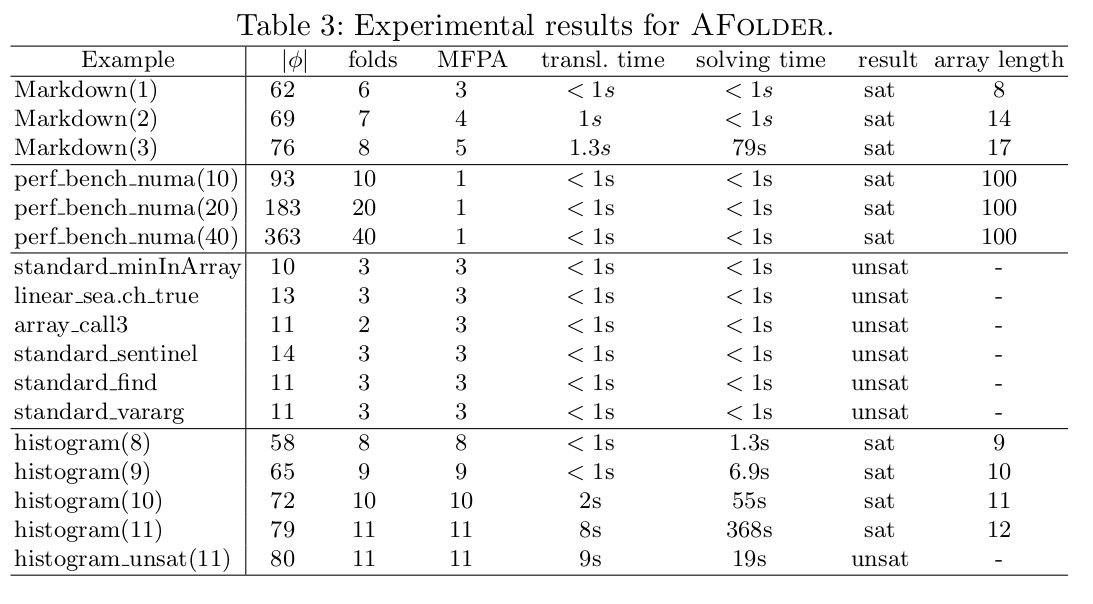 Table 3: Experimental results for AFOLDER.
Example |ϕ| folds MFPA transl. time solving time result array length
Markdown(1) 62 6 3 < 1s < 1s sat 8
Markdown(2) 69 7 4 1s < 1s sat 14
Markdown(3) 76 8 5 1.3s 79s sat 17
perf_bench_numa(10) 93 10 1 < 1s < 1s sat 100
perf_bench_numa(20) 183 20 1 < 1s < 1s sat 100
perf_bench_numa(40) 363 40 1 < 1s < 1s sat 100
standard_minInArray 10 3 3 < 1s < 1s unsat -
linear_sea.ch_true 13 3 3 < 1s < 1s unsat -
array_call3 11 2 3 < 1s < 1s unsat -
standard_sentinel 14 3 3 < 1s < 1s unsat -
standard_find 11 3 3 < 1s < 1s unsat -
standard_vararg 11 3 3 < 1s < 1s unsat -
histogram(8) 58 8 8 < 1s 1.3s sat 9
histogram(9) 65 9 9 < 1s 6.9s sat 10
histogram(10) 72 10 10 2s 55s sat 11
histogram(11) 79 11 11 8s 368s sat 12
histogram_unsat(11) 80 11 11 9s 19s unsat -